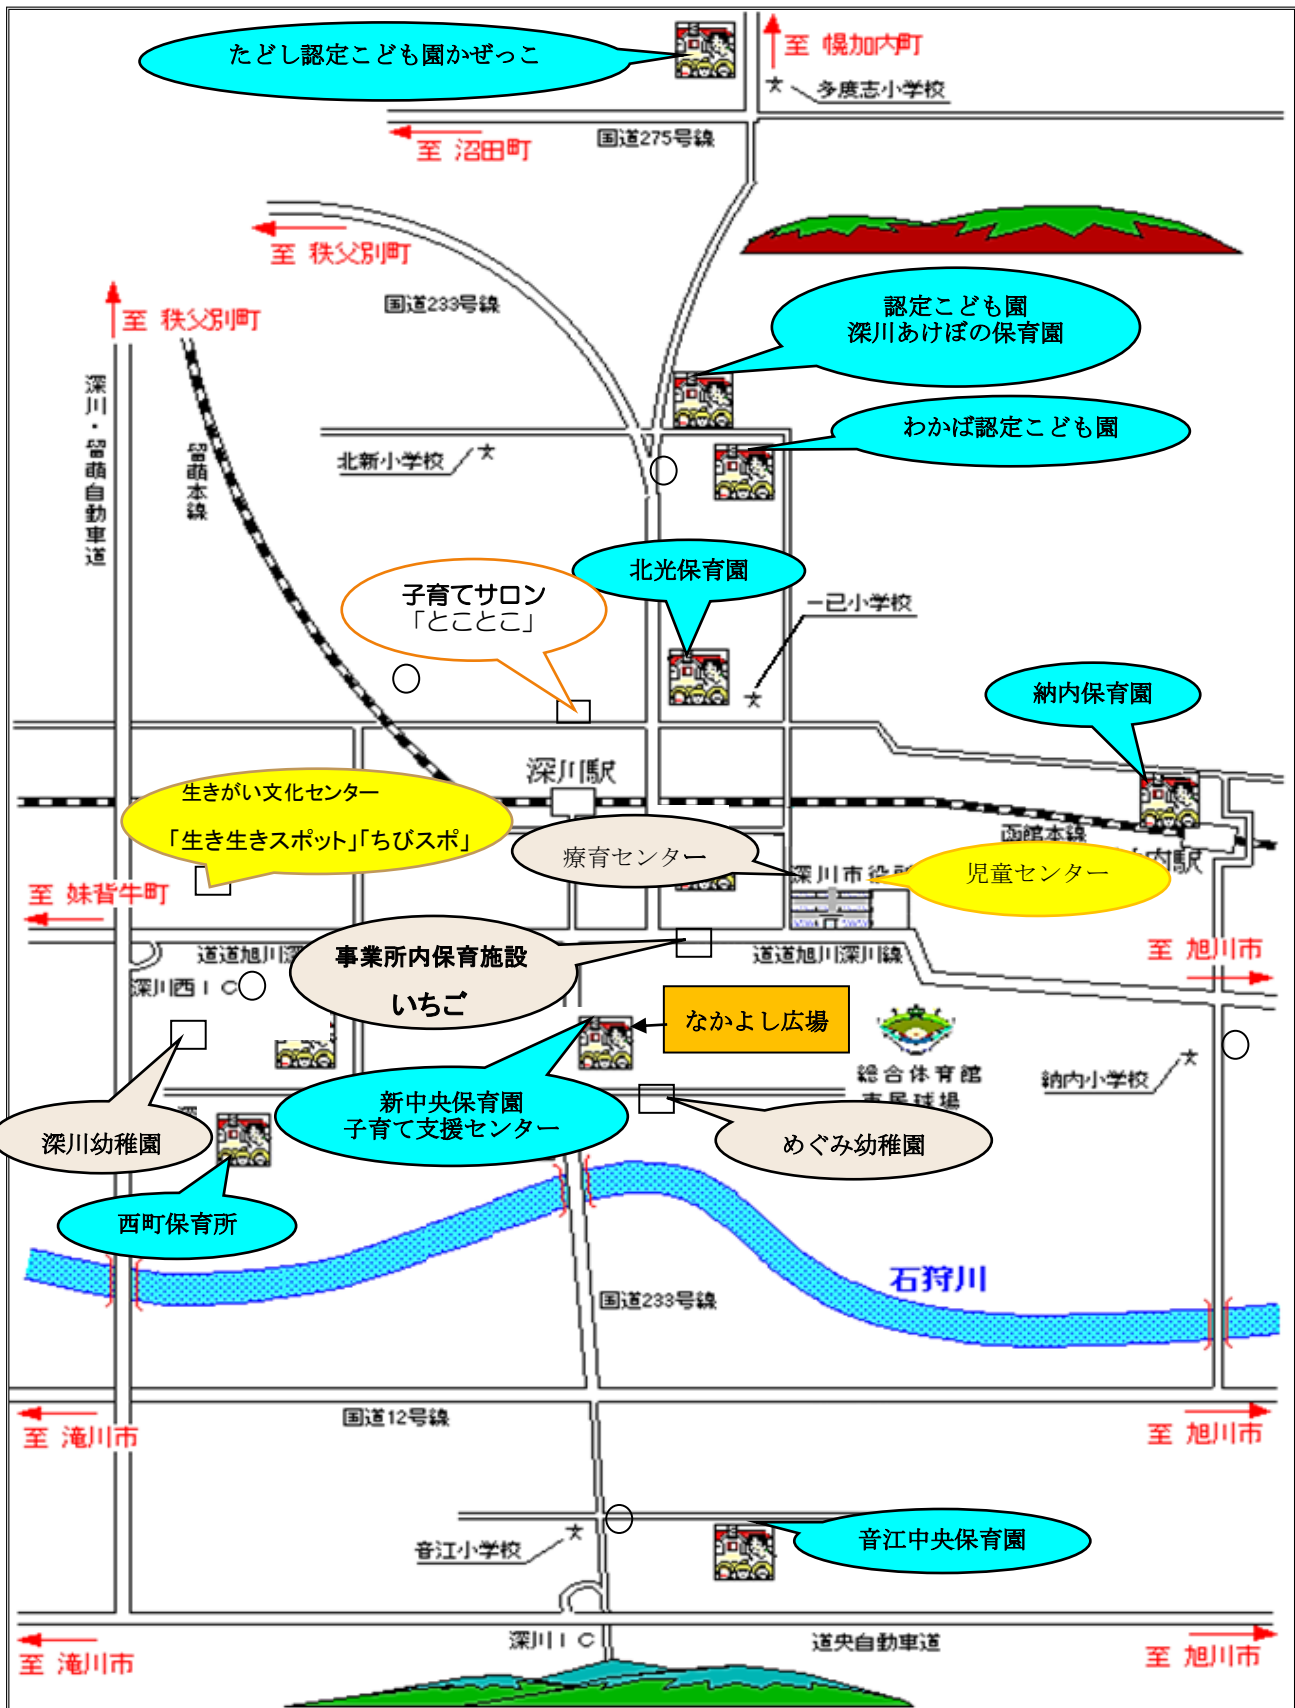 たどし認定こども園かぜっこ
至 幌加内町
多度志小学校
国道275号線
至 沼田町
至 秩父別町
国道233号線
至 秩父別町
認定こども園
深川あけぼの保育園
深川・留萌自動車道
留萌本線
わかば認定こども園
北新小学校
北光保育園
子育てサロン
「とことこ」
一已小学校
納内保育園
深川駅
生きがい文化センター
「生き生きスポット」「ちびスポ」
函館本線
内駅
療育センター
深川市役
児童センター
至 妹背牛町
事業所内保育施設
いちご
道道旭川深
道道旭川深川線
至 旭川市
深川西IC
なかよし広場
総合体育館
市民球場
納内小学校
新中央保育園
子育て支援センター
深
深川幼稚園
めぐみ幼稚園
西町保育所
石狩川
国道233号線
国道12号線
至 滝川市
至 旭川市
音江小学校
音江中央保育園
深川IC
道央自動車道
至 滝川市
至 旭川市